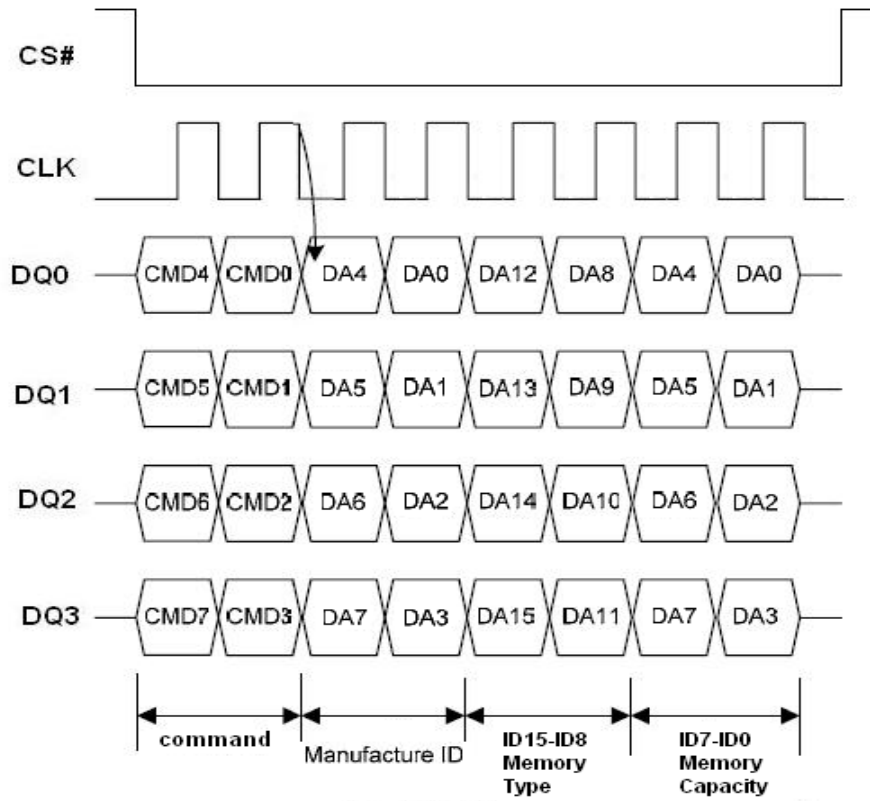 CS#
CLK
DQ0 CMD4 CMD0 DA4 DA0 DA12 DA8 DA4 DA0
DQ1 CMD5 CMD1 DA5 DA1 DA13 DA9 DA5 DA1
DQ2 CMD6 CMD2 DA6 DA2 DA14 DA10 DA6 DA2
DQ3 CMD7 CMD3 DA7 DA3 DA15 DA11 DA7 DA3
command
Manufacture ID
ID15-ID8
Memory
Type
ID7-ID0
Memory
Capacity